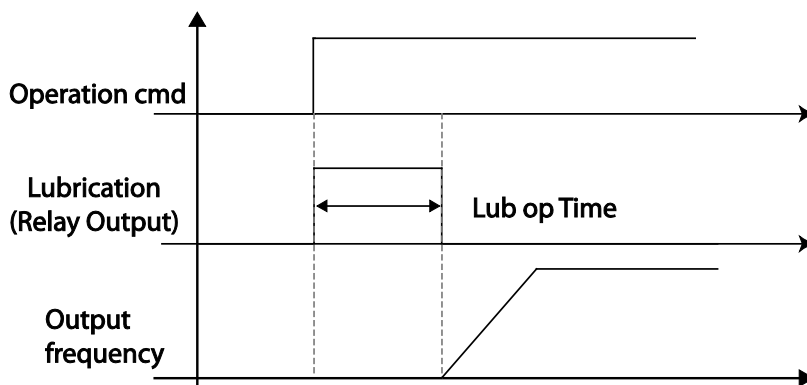 Operation cmd
Lubrication
(Relay Output)
Lub op Time
Output
frequency